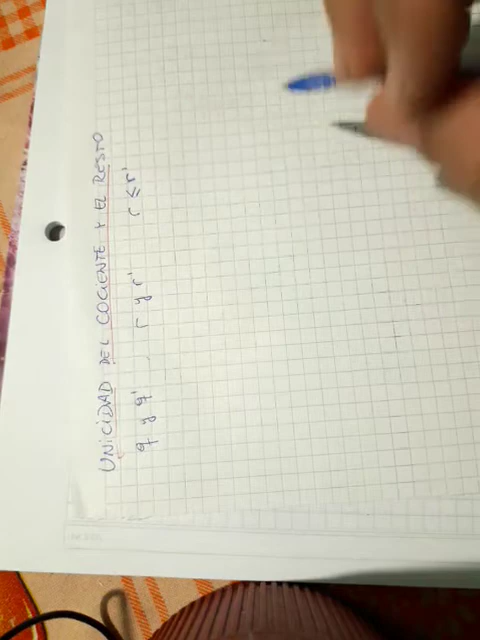 UNICIDAD DEL COCIENTE Y EL RESTO
q y q' r y r' r ≤ r'